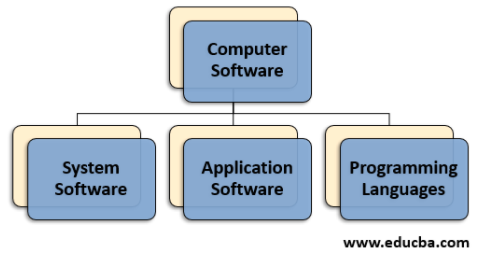 Computer
Software
System
Software
Application
Software
Programming
Languages
www.educba.com